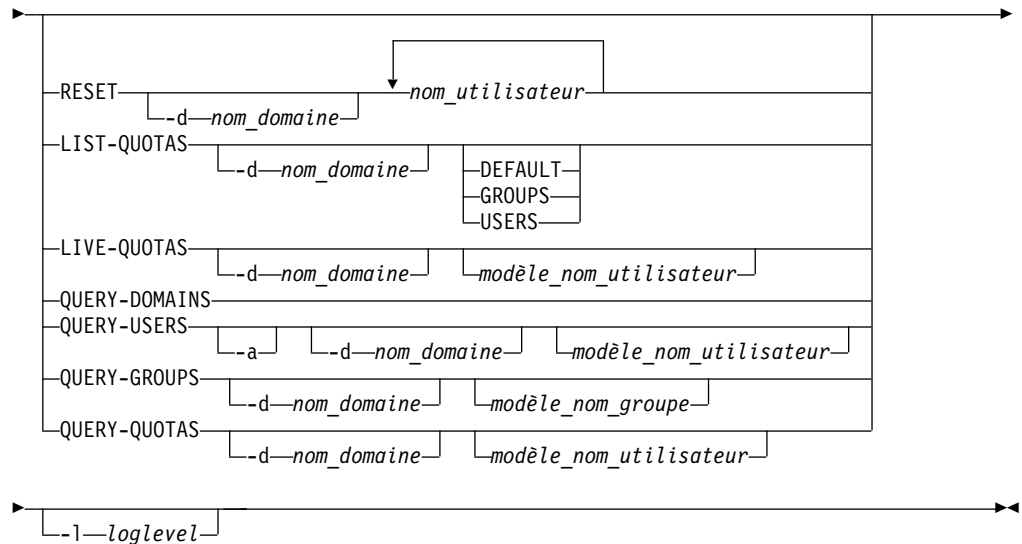 RESET -d nom_domaine nom_utilisateur
LIST-QUOTAS -d nom_domaine DEFAULT
GROUPS
USERS
LIVE-QUOTAS -d nom_domaine modèle_nom_utilisateur
QUERY-DOMAINS
QUERY-USERS -a -d nom_domaine modèle_nom_utilisateur
QUERY-GROUPS -d nom_domaine modèle_nom_groupe
QUERY-QUOTAS -d nom_domaine modèle_nom_utilisateur
-l loglevel